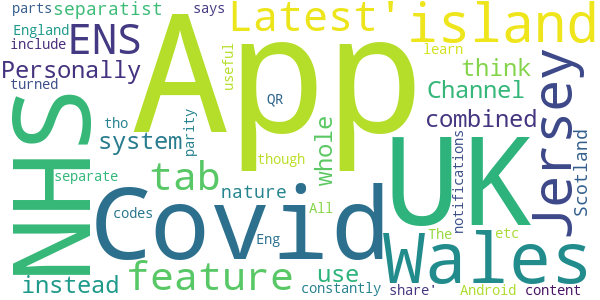 parts
separatist
says
Latest
'island
England
ENS
App
include
learn
Personally
useful
think
turned
Channel
QR
NHS
Jersey
tho
parity
combined
system
whole
UK
notifications
Scotland
though
tab
separate
nature
Covid
codes
All
use
Eng
The
etc
Wales
feature
instead
constantly
share'
Android
content